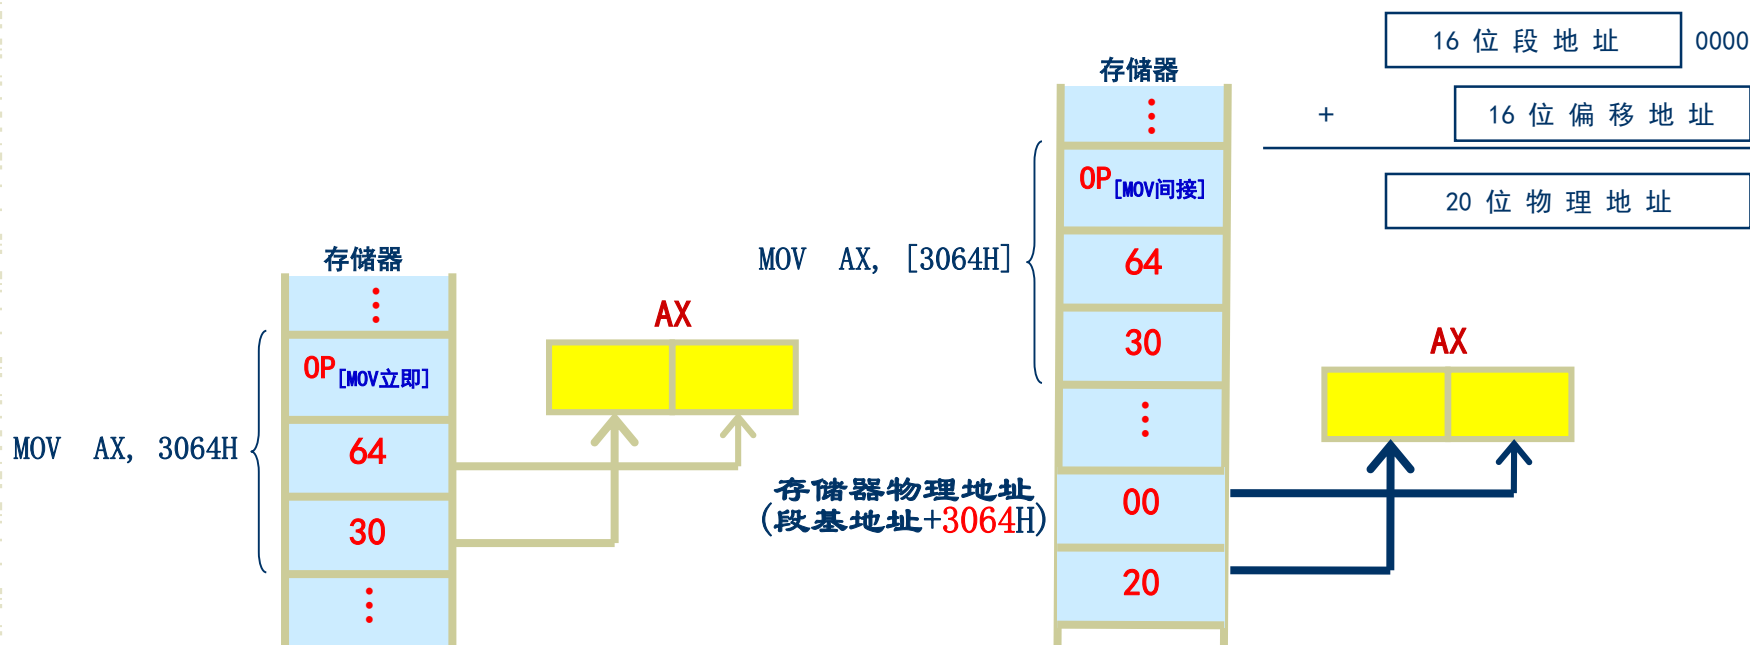 存储器
OP[MOV立即]
64
30
MOV AX, 3064H
AX
存储器
OP[MOV间接]
64
30
MOV AX, [3064H]
00
20
存储器物理地址
(段基地址+3064H)
AX
16 位 段 地 址 0000
+ 16 位 偏 移 地 址
20 位 物 理 地 址